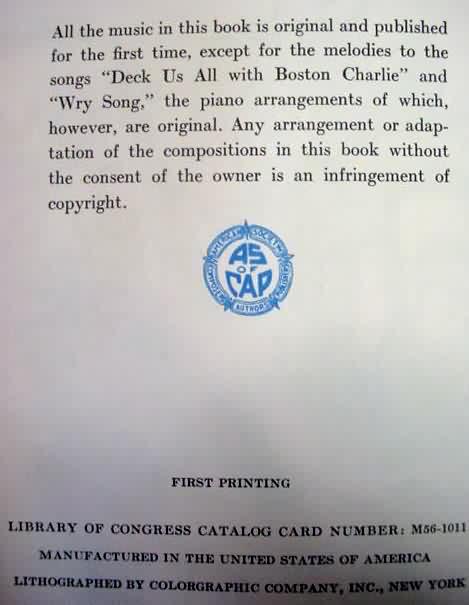 All the music in this book is original and published
for the first time, except for the melodies to the
songs “Deck Us All with Boston Charlie” and
“Wry Song,” the piano arrangements of which,
however, are original. Any arrangement or adap-
tation of the compositions in this book without
the consent of the owner is an infringement of
copyright.
AMERICAN SOCIETY
AS
OF
CAP
AUTHORS
FIRST PRINTING
LIBRARY OF CONGRESS CATALOG CARD NUMBER: M56-1011
MANUFACTURED IN THE UNITED STATES OF AMERICA
LITHOGRAPHED BY COLORGRAPHIC COMPANY, INC., NEW YORK